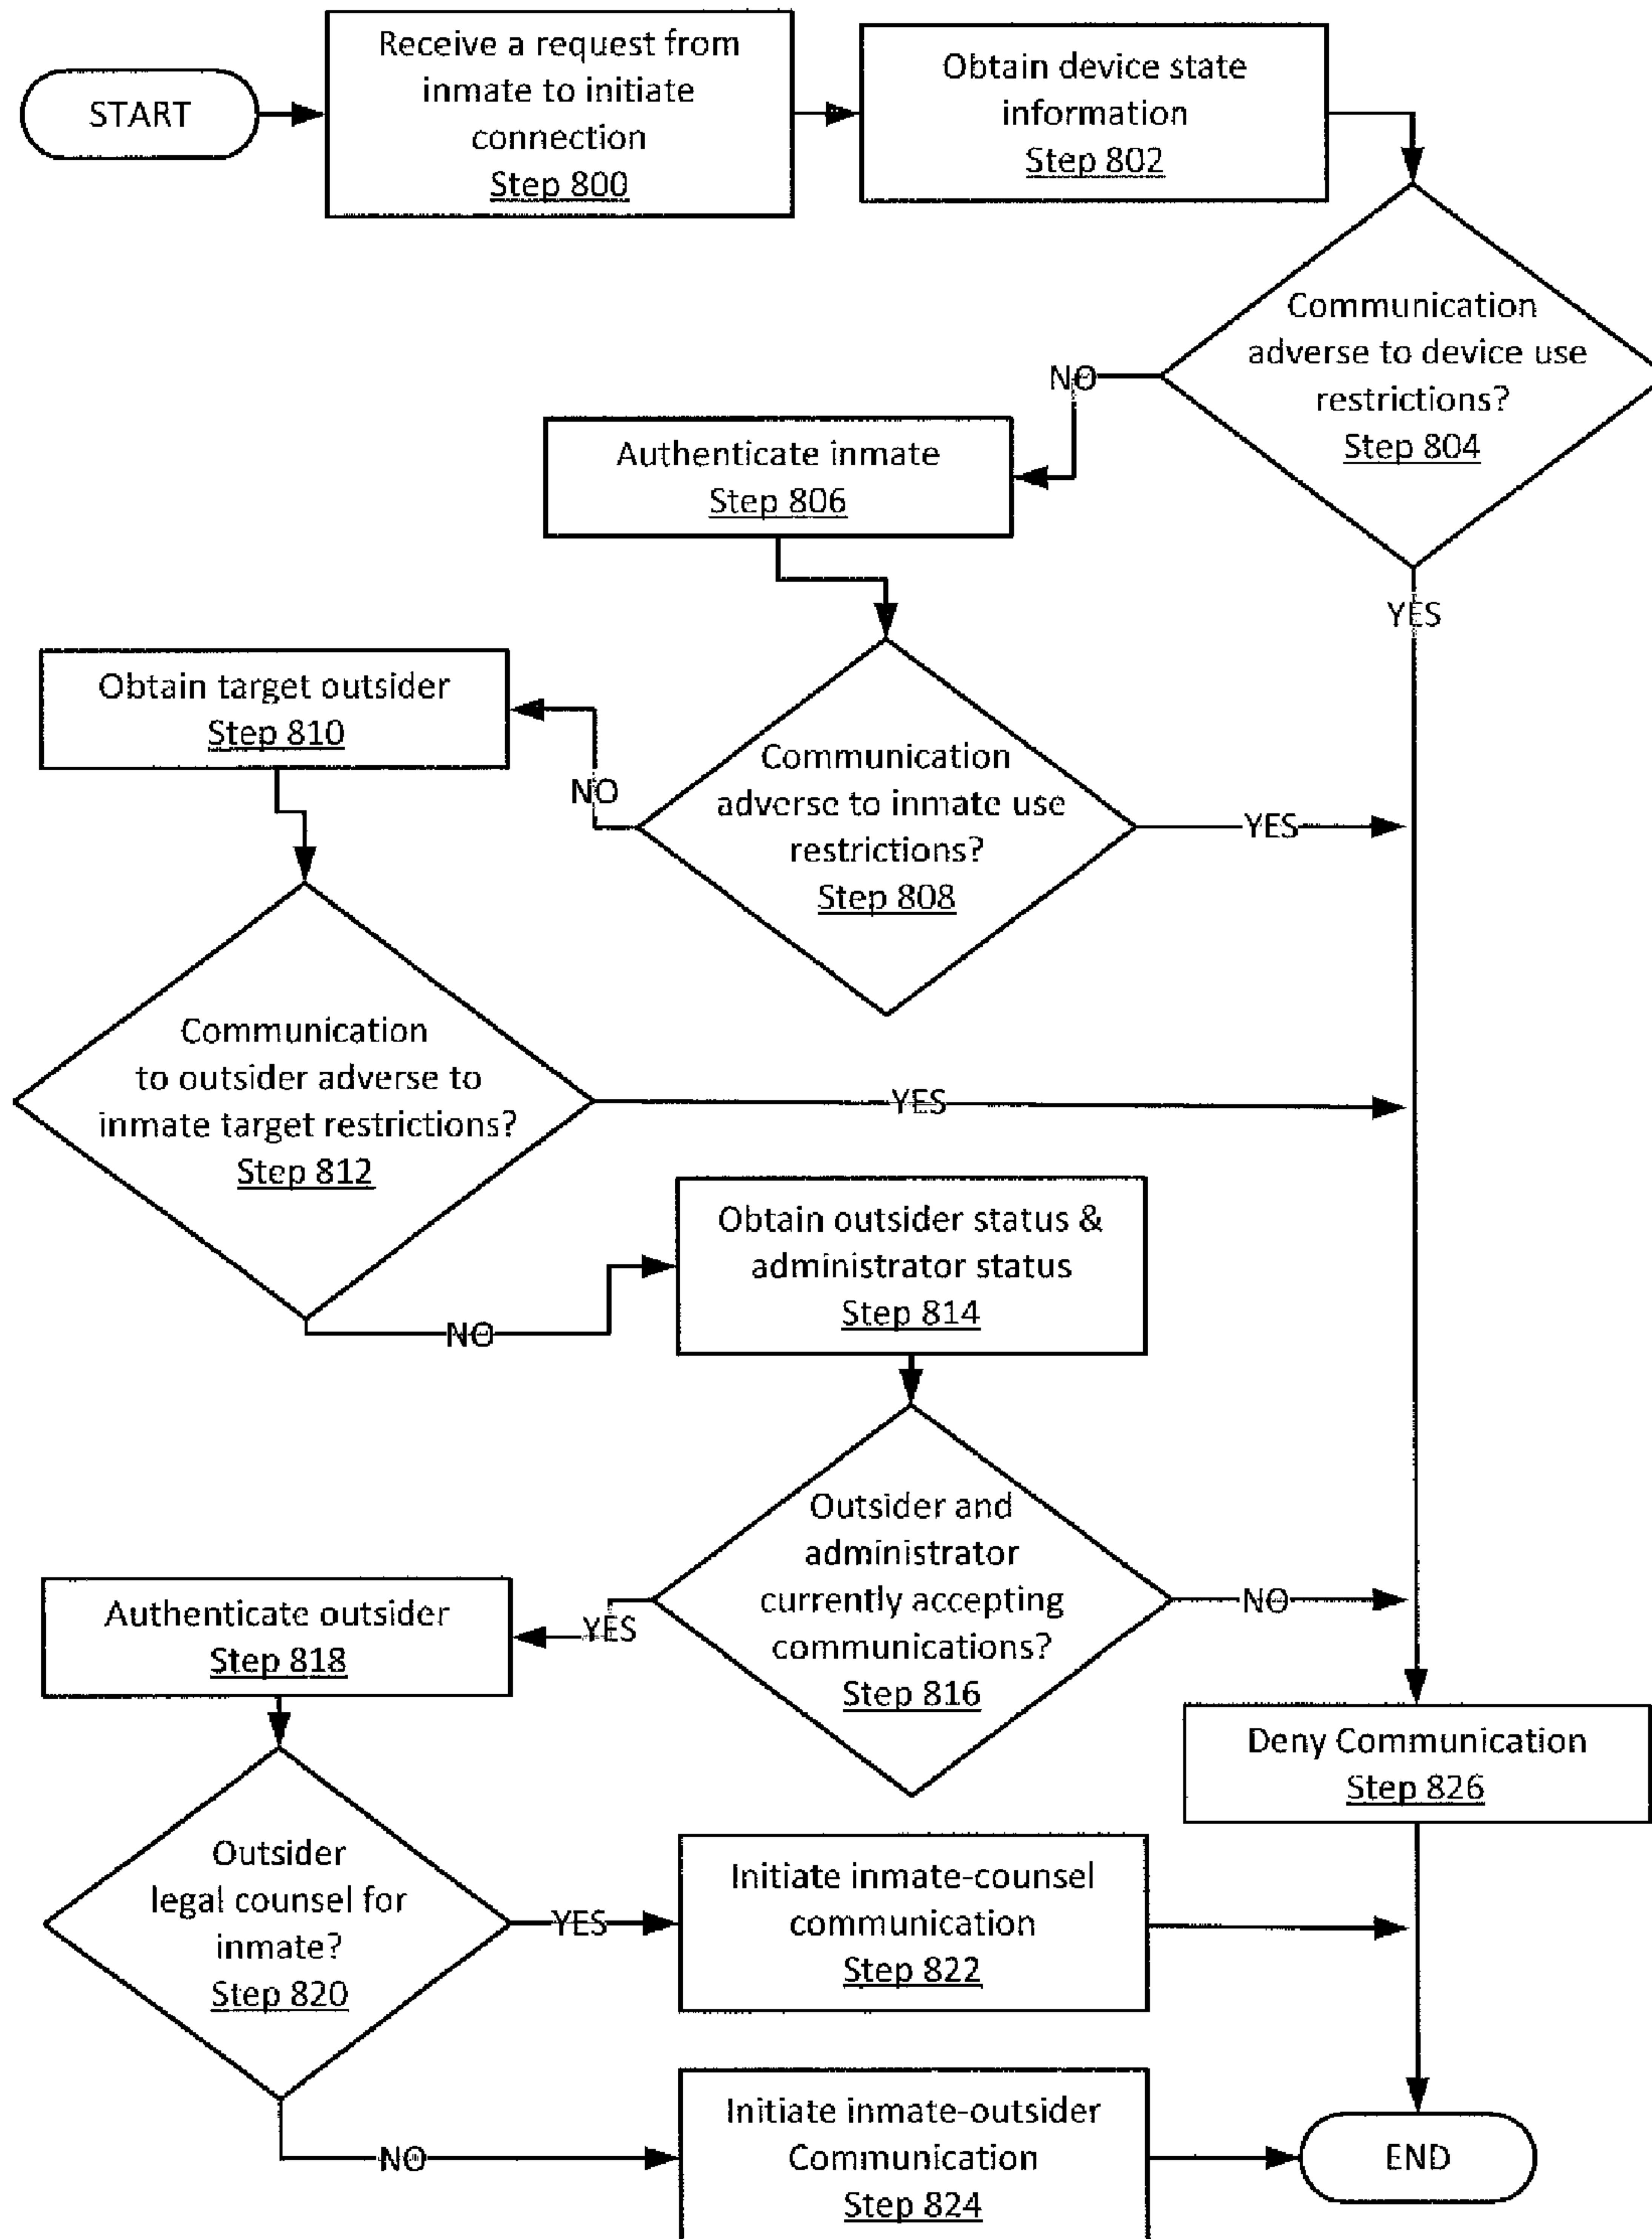 START
Receive a request from
inmate to initiate
connection
Step 800
Obtain device state
information
Step 802
Communication
adverse to device use
restrictions?
Step 804
NO
YES
Authenticate inmate
Step 806
Communication
adverse to inmate use
restrictions?
Step 808
NO
YES
Obtain target outsider
Step 810
Communication
to outsider adverse to
inmate target restrictions?
Step 812
YES
NO
Obtain outsider status &
administrator status
Step 814
Outsider and
administrator
currently accepting
communications?
Step 816
NO
YES
Authenticate outsider
Step 818
Deny Communication
Step 826
Outsider
legal counsel for
inmate?
Step 820
YES
Initiate inmate-counsel
communication
Step 822
NO
Initiate inmate-outsider
Communication
Step 824
END